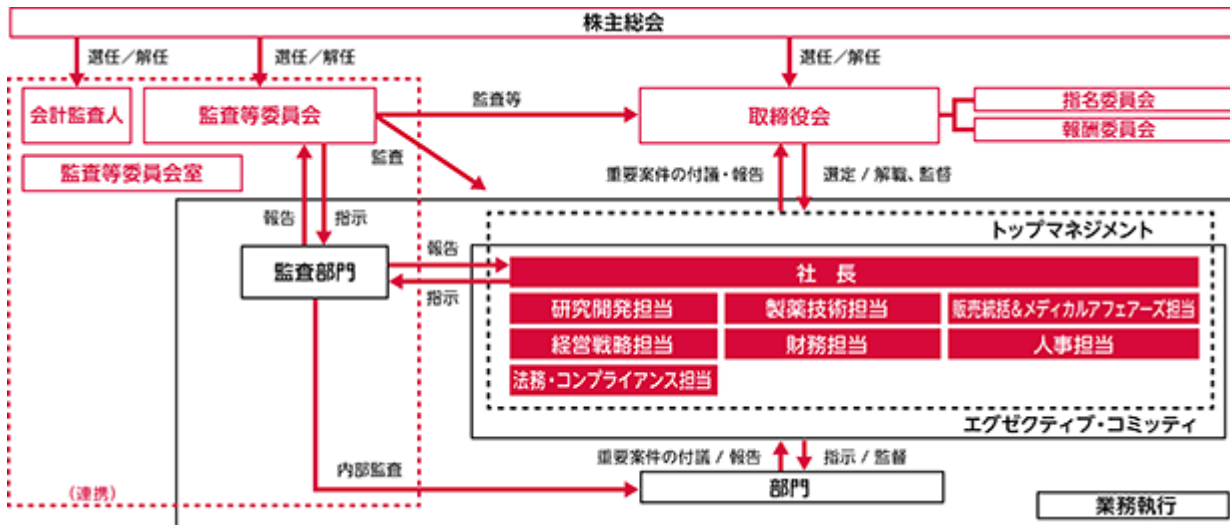 株主総会
選任／解任
選任／解任
選任／解任
会計監査人
監査等委員会
監査等
取締役会
指名委員会
報酬委員会
監査等委員会室
監査
重要案件の付議・報告
選定 / 解職、監督
報告
指示
トップマネジメント
監査部門
報告
指示
社 長
研究開発担当
製薬技術担当
販売統括&メディカルアフェアーズ担当
経営戦略担当
財務担当
人事担当
法務・コンプライアンス担当
エグゼクティブ・コミッティ
内部監査
重要案件の付議 / 報告
指示 / 監督
(連携)
部門
業務執行